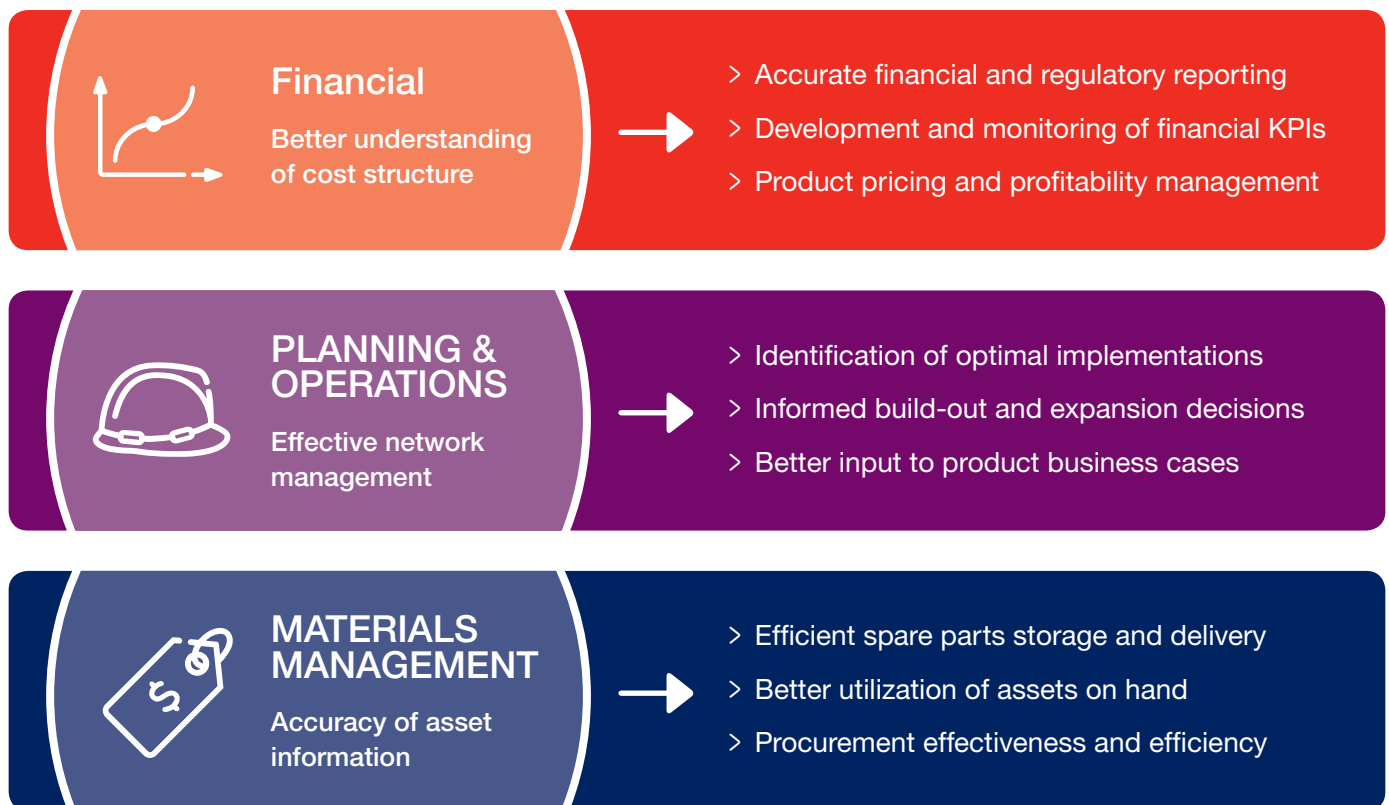 Financial
Better understanding
of cost structure
> Accurate financial and regulatory reporting
> Development and monitoring of financial KPIs
> Product pricing and profitability management
PLANNING &
OPERATIONS
Effective network
management
> Identification of optimal implementations
> Informed build-out and expansion decisions
> Better input to product business cases
$
MATERIALS
MANAGEMENT
Accuracy of asset
information
> Efficient spare parts storage and delivery
> Better utilization of assets on hand
> Procurement effectiveness and efficiency